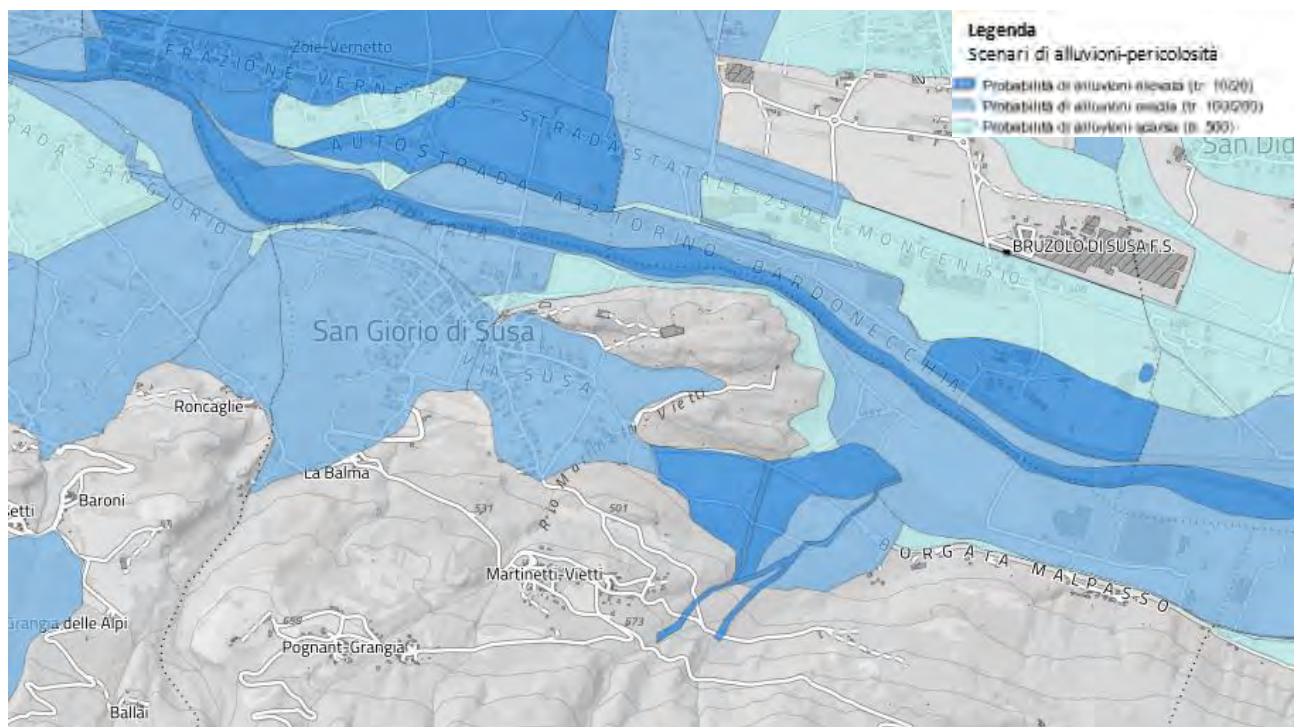 Legenda
Scenari di alluvioni-pericolosità
Probabilità di alluvioni elevata (tr. 10/20)
Probabilità di alluvioni media (tr. 100/200)
Probabilità di alluvioni scarsa (tr. 500)
Zoie-Vernetto
FRAZIONE VERNETTO
STRADA STATALE 25 DEL MONCENISIO
AUTOSTRADA A32 TORINO - BARDONECCHIA
STRADA SAN GIORIO
San Did
BRUZOLO DI SUSA F.S.
San Giorio di Susa
VIA SUSA
Roncaglie
La Balma
Baroni
setti
531
501
Martinetti-Vietti
BORGATA MALPASSO
Grangia delle Alpi
659
573
Pognant-Grangia
Ballai